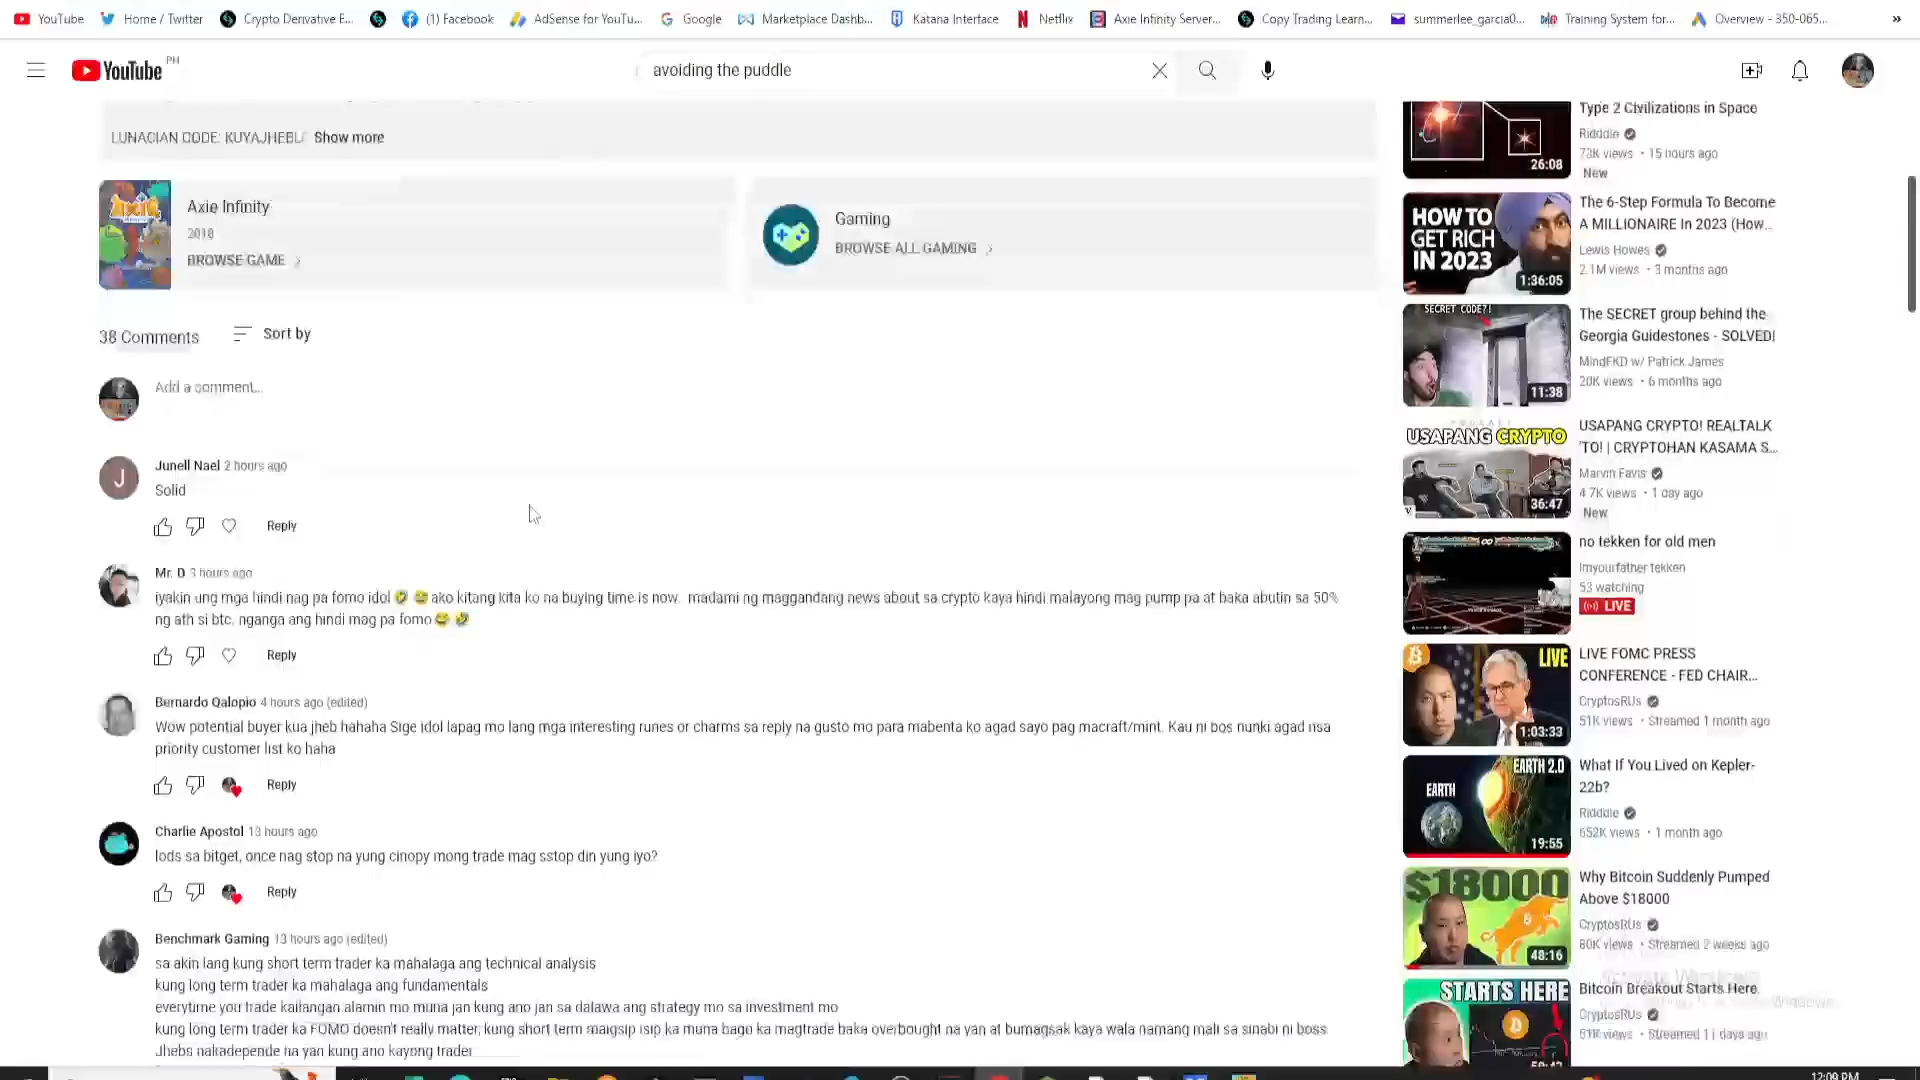 YouTube
Home / Twitter
Crypto Derivative E...
(1) Facebook
AdSense for YouTu...
Google
Marketplace Dashb...
Katana Inteface
Netflix
Axie Infinity Server...
Copy Trading Learn...
summerlee_garcia0...
Training System for...
Overview - 350-065...
»
YouTube PH
avoiding the puddle
LUNACIAN CODE: KUYAJHEBL Show more
Axie Infinity
2018
BROWSE GAME
Gaming
BROWSE ALL GAMING
38 Comments
Sort by
Add a comment...
Junell Nael 2 hours ago
Solid
Reply
Mr. D 3 hours ago
iyakin ung mga hindi nag pa fomo idol 🤣 😂 ako kitang kita ko na buying time is now. madami ng maggandang news about sa crypto kaya hindi malayong mag pump pa at baka abutin sa 50%
ng ath si btc. nganga ang hindi mag pa fomo 😂 🤣
Reply
Bernardo Qalopio 4 hours ago (edited)
Wow potential buyer kua jheb hahaha Sige idol lapag mo lang mga interesting runes or charms sa reply na gusto mo para mabenta ko agad sayo pag macraft/mint. Kau ni bos nunki agad nsa
priority customer list ko haha
Reply
Charlie Apostol 13 hours ago
lods sa bitget, once nag stop na yung cinopy mong trade mag sstop din yung iyo?
Reply
Benchmark Gaming 13 hours ago (edited)
sa akin lang kung short term trader ka mahalaga ang technical analysis
kung long term trader ka mahalaga ang fundamentals
everytime you trade kailangan alamin mo muna jan kung ano jan sa dalawa ang strategy mo sa investment mo
kung long term trader ka FOMO doesn't really matter, kung short term maigsip isip ka muna bago ka magtrade baka overbought na yan at bumagsak kaya wala namang mali sa sinabi ni boss
Jhebs nakadepende na yan kung ano kayong trader
Type 2 Civilizations in Space
Ridddle
73K views • 15 hours ago
New
26:08
HOW TO
GET RICH
IN 2023
1:36:05
The 6-Step Formula To Become
A MILLIONAIRE In 2023 (How...
Lewis Howes
2.1M views • 3 months ago
SECRET CODE?!
11:38
The SECRET group behind the
Georgia Guidestones - SOLVED!
MindFKD w/ Patrick James
20K views • 6 months ago
USAPANG CRYPTO
36:47
USAPANG CRYPTO! REALTALK
'TO! | CRYPTOHAN KASAMA S...
Marvin Favis
4.7K views • 1 day ago
New
no tekken for old men
Imyourfather tekken
53 watching
LIVE
LIVE
1:03:33
LIVE FOMC PRESS
CONFERENCE - FED CHAIR...
CryptosRUs
51K views • Streamed 1 month ago
EARTH 2.0
EARTH
19:55
What If You Lived on Kepler-
22b?
Ridddle
652K views • 1 month ago
$18000
48:16
Why Bitcoin Suddenly Pumped
Above $18000
CryptosRUs
80K views • Streamed 2 weeks ago
STARTS HERE
Bitcoin Breakout Starts Here
CryptosRUs
61K views • Streamed 11 days ago
12:09 PM